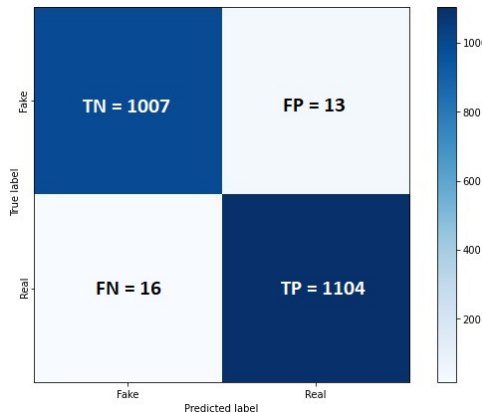 TN = 1007
FP = 13
FN = 16
TP = 1104
Fake
Real
True label
Fake
Real
Predicted label
1000
800
600
400
200